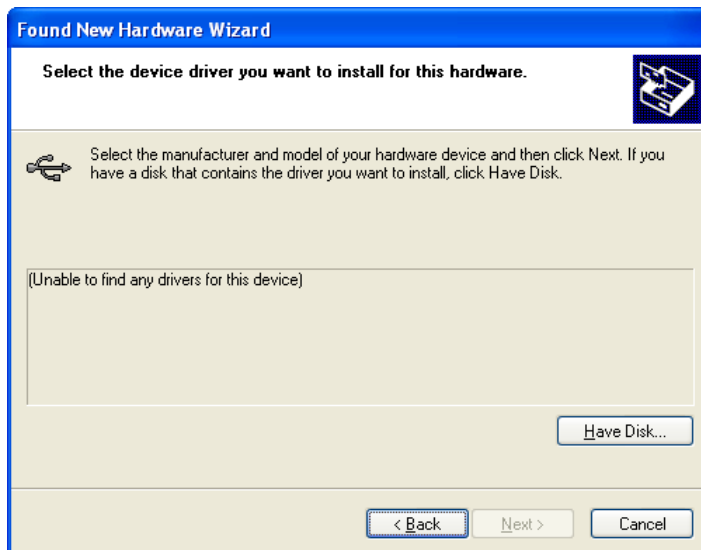 Found New Hardware Wizard
Select the device driver you want to install for this hardware.
Select the manufacturer and model of your hardware device and then click Next. If you
have a disk that contains the driver you want to install, click Have Disk.
(Unable to find any drivers for this device)
Have Disk...
< Back
Next >
Cancel